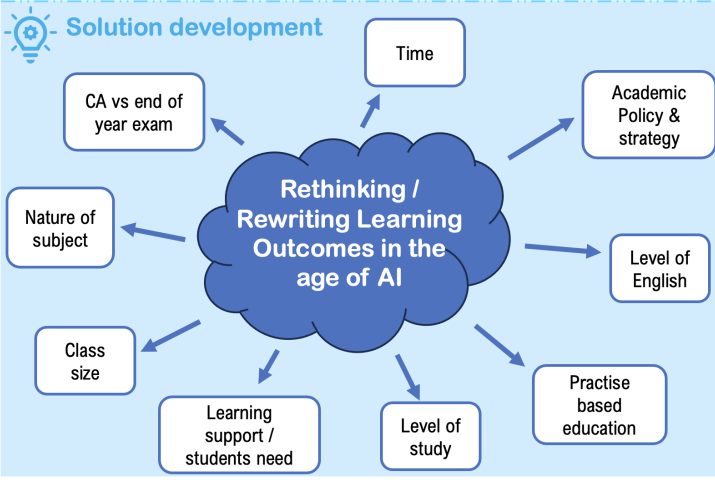 Solution development
Time
CA vs end of
year exam
Academic
Policy &
strategy
Rethinking /
Rewriting Learning
Outcomes in the
age of AI
Nature of
subject
Level of
English
Class
size
Practise
based
education
Learning
support /
students need
Level of
study